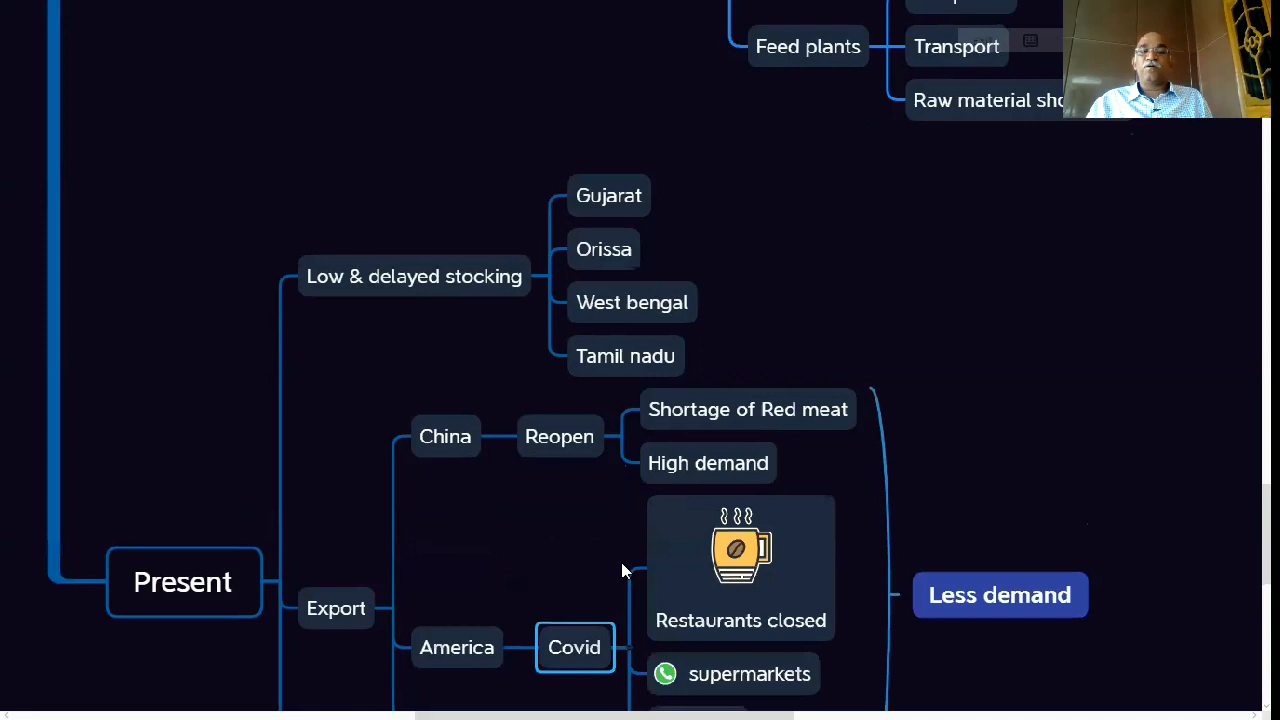 Feed plants
Transport
Raw material
Gujarat
Orissa
Low & delayed stocking
West bengal
Tamil nadu
Shortage of Red meat
China
Reopen
High demand
Present
Export
Restaurants closed
Less demand
America
Covid
supermarkets